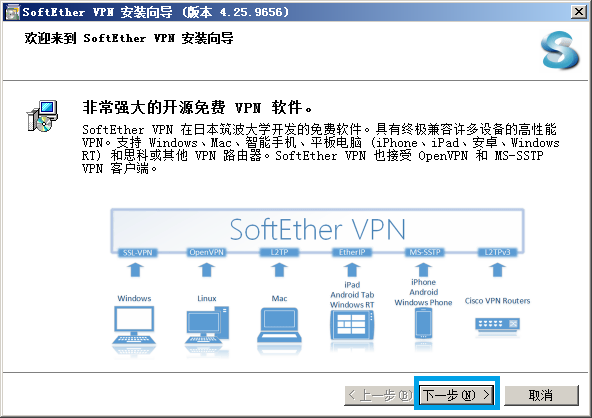 SoftEther VPN 安装向导 (版本 4.25.9656)
欢迎来到 SoftEther VPN 安装向导
S
非常强大的开源免费 VPN 软件。
SoftEther VPN 在日本筑波大学开发的免费软件。具有终极兼容许多设备的高性能
VPN。支持 Windows、Mac、智能手机、平板电脑 (iPhone、iPad、安卓、Windows
RT) 和思科或其他 VPN 路由器。SoftEther VPN 也接受 OpenVPN 和 MS-SSTP
VPN 客户端。
SoftEther VPN
SSL-VPN OpenVPN L2TP EtherIP MS-SSTP L2TPv3
Windows Linux Mac iPad Android Tab Windows RT iPhone Android Windows Phone Cisco VPN Routers
< 上一步(B) 下一步(N) > 取消